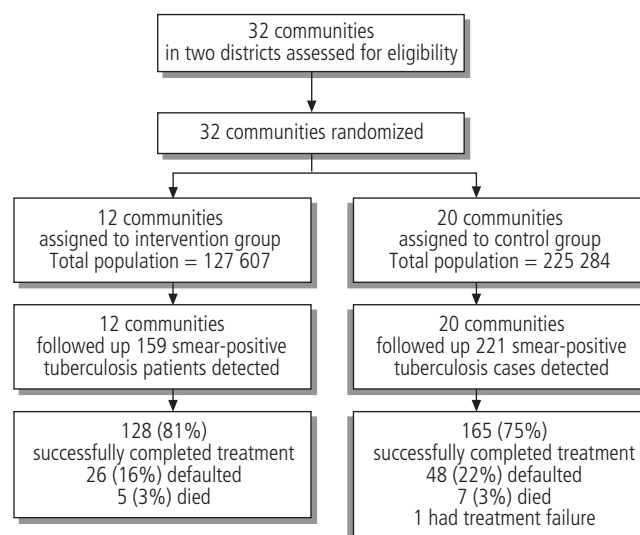 32 communities
in two districts assessed for eligibility
32 communities randomized
12 communities
assigned to intervention group
Total population = 127 607
20 communities
assigned to control group
Total population = 225 284
12 communities
followed up 159 smear-positive
tuberculosis patients detected
20 communities
followed up 221 smear-positive
tuberculosis cases detected
128 (81%)
successfully completed treatment
26 (16%) defaulted
5 (3%) died
165 (75%)
successfully completed treatment
48 (22%) defaulted
7 (3%) died
1 had treatment failure